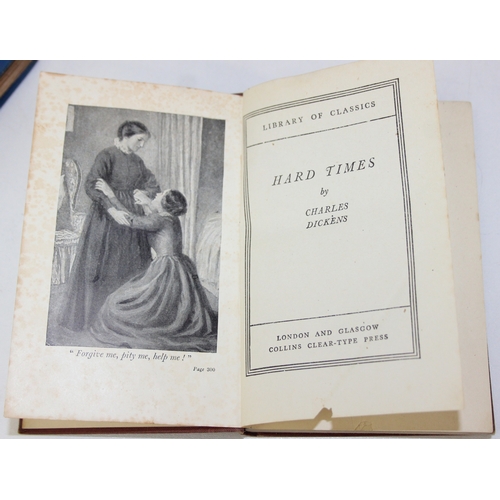 "Forgive me, pity me, help me!"
Page 200
LIBRARY OF CLASSICS
HARD TIMES
by
CHARLES
DICKENS
LONDON AND GLASGOW
COLLINS CLEAR-TYPE PRESS